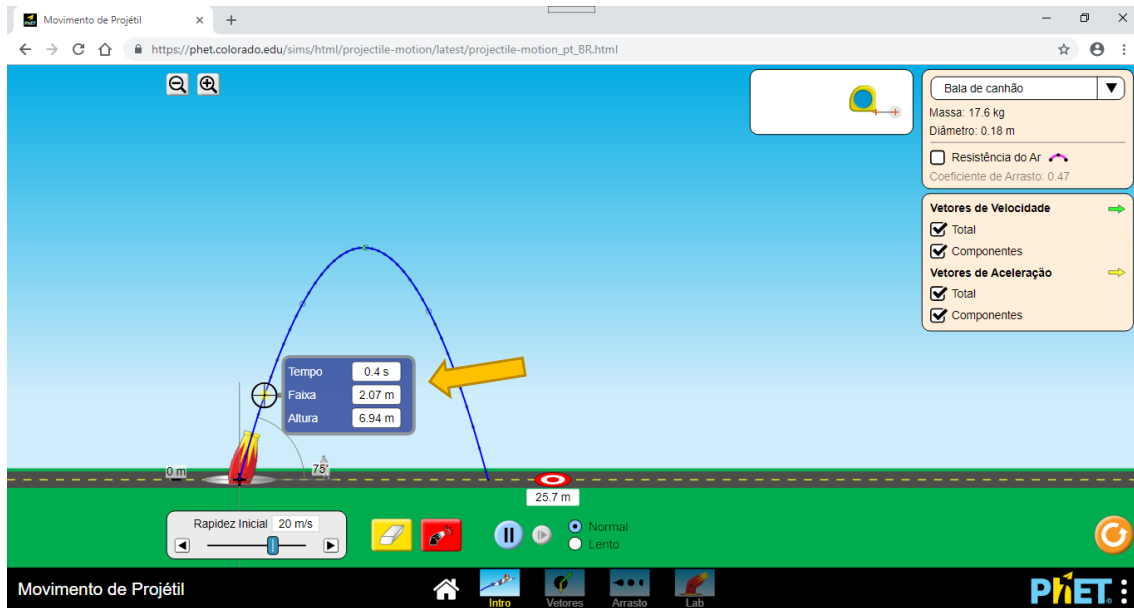 Movimento de Projétil
https://phet.colorado.edu/sims/html/projectile-motion/latest/projectile-motion_pt_BR.html
Bala de canhão
Massa: 17.6 kg
Diâmetro: 0.18 m
Resistência do Ar
Coeficiente de Arrasto: 0.47
Vetores de Velocidade
Total
Componentes
Vetores de Aceleração
Total
Componentes
Tempo 0.4 s
Faixa 2.07 m
Altura 6.94 m
0 m
75°
25.7 m
Rapidez Inicial 20 m/s
Normal
Lento
Movimento de Projétil
Intro
Vetores
Arrasto
Lab
PhET